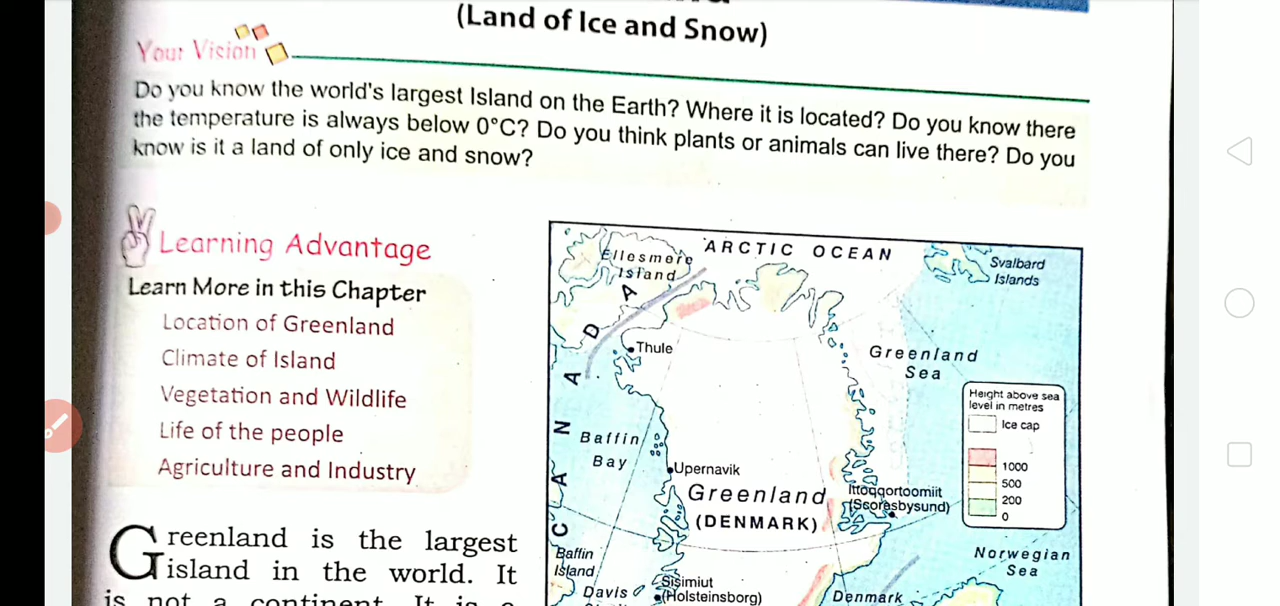 (Land of Ice and Snow)
Your Vision
Do you know the world's largest Island on the Earth? Where it is located? Do you know there
the temperature is always below 0°C? Do you think plants or animals can live there? Do you
know is it a land of only ice and snow?
Learning Advantage
Learn More in this Chapter
Location of Greenland
Climate of Island
Vegetation and Wildlife
Life of the people
Agriculture and Industry
Greenland is the largest
island in the world. It
is not a continent. It is a
ARCTIC OCEAN
Ellesmere
Island
Svalbard
Islands
CANADA
Thule
Greenland
Sea
Height above sea
level in metres
Ice cap
1000
500
200
0
Baffin
Bay
Upernavik
Greenland
(DENMARK)
Ittoqqortoormiit
(Scoresbysund)
Norwegian
Sea
Baffin
Island
Davis
Sisimiut
(Holsteinsborg)
Denmark